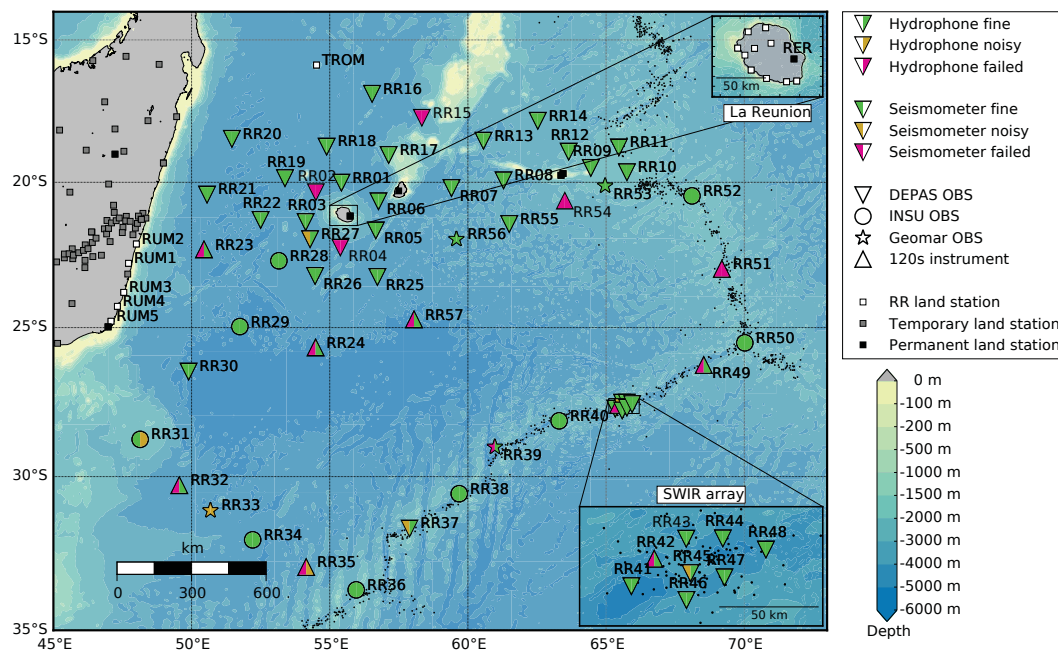 15°S
20°S
25°S
30°S
35°S
45°E
50°E
55°E
60°E
65°E
70°E
TROM
RR16
RR15
RR14
RR13
RR12
RR11
RR20
RR18
RR17
RR09
RR10
RR19
RR02
RR01
RR08
RR53
RR52
RR21
RR07
RR22
RR03
RR06
RR54
RR55
RUM2
RR23
RR27
RR05
RR56
RUM1
RR28
RR04
RR51
RUM3
RR26
RR25
RUM4
RUM5
RR29
RR57
RR24
RR50
RR30
RR49
RR31
RR40
RR39
RR32
RR38
RR33
RR37
RR34
RR35
RR36
km
0
300
600
RER
50 km
La Reunion
SWIR array
RR43
RR44
RR42
RR48
RR45
RR41
RR47
RR46
50 km
Hydrophone fine
Hydrophone noisy
Hydrophone failed
Seismometer fine
Seismometer noisy
Seismometer failed
DEPAS OBS
INSU OBS
Geomar OBS
120s instrument
RR land station
Temporary land station
Permanent land station
0 m
-100 m
-200 m
-500 m
-1000 m
-1500 m
-2000 m
-2500 m
-3000 m
-4000 m
-5000 m
-6000 m
Depth